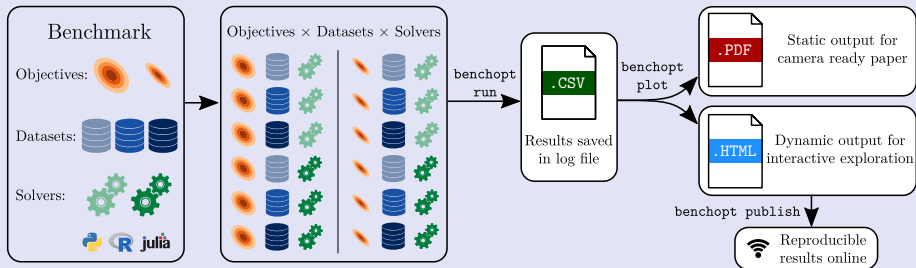 Benchmark
Objectives:
Datasets:
Solvers:
R
julia
Objectives × Datasets × Solvers
benchopt
run
.CSV
Results saved
in log file
benchopt
plot
.PDF
Static output for
camera ready paper
.HTML
Dynamic output for
interactive exploration
benchopt publish
Reproducible
results online